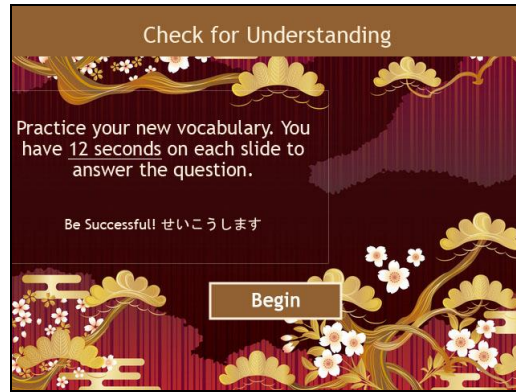 Check for Understanding
Practice your new vocabulary. You
have 12 seconds on each slide to
answer the question.
Be Successful! せいこうします
Begin